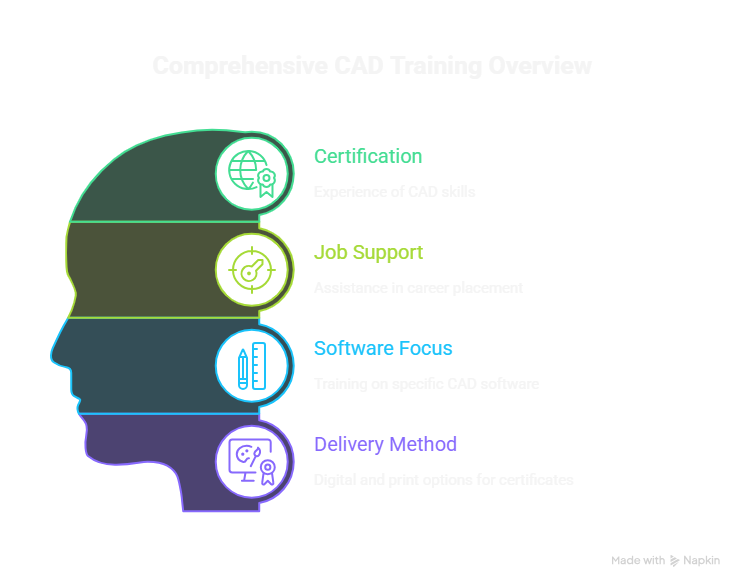 Comprehensive CAD Training Overview
Certification
Experience of CAD skills
Job Support
Assistance in career placement
Software Focus
Training on specific CAD software
Delivery Method
Digital and print options for certificates
Made with Napkin